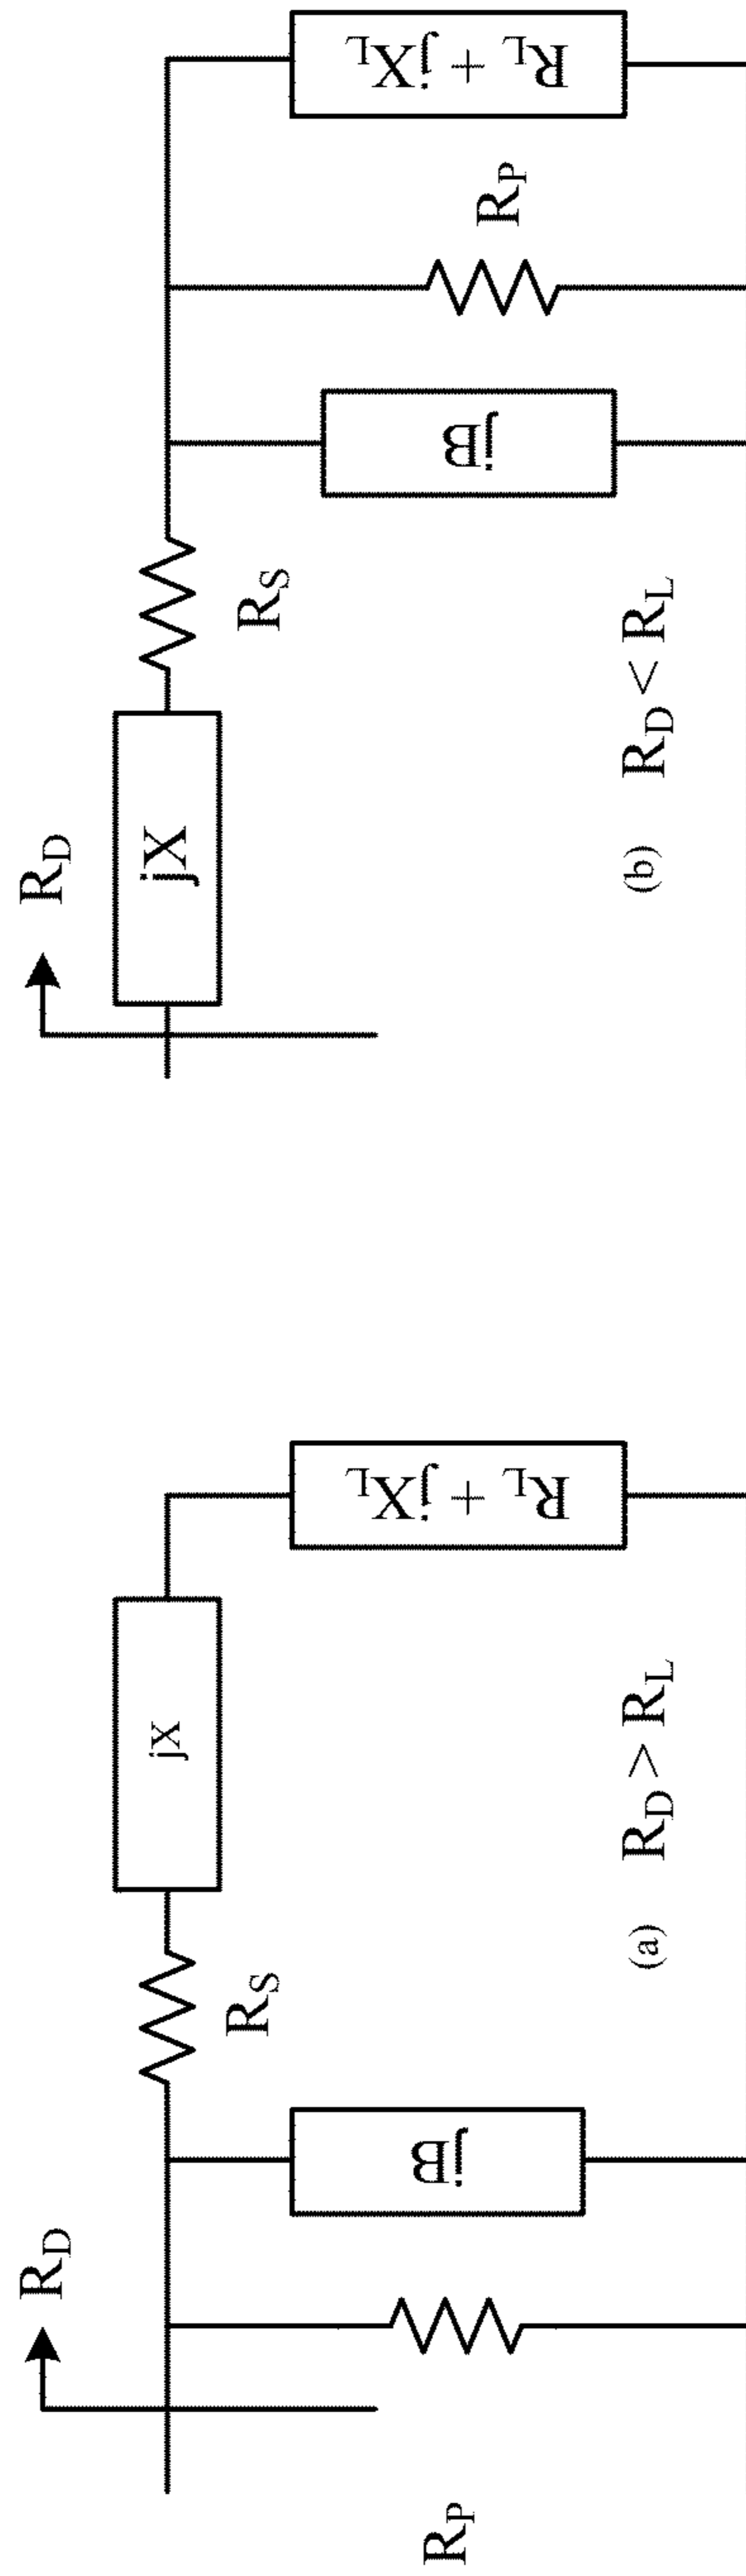 R_D
R_P
jB
R_S
jX
R_L + jX_L
(a) R_D > R_L
R_D
jX
R_S
jB
R_P
R_L + jX_L
(b) R_D < R_L